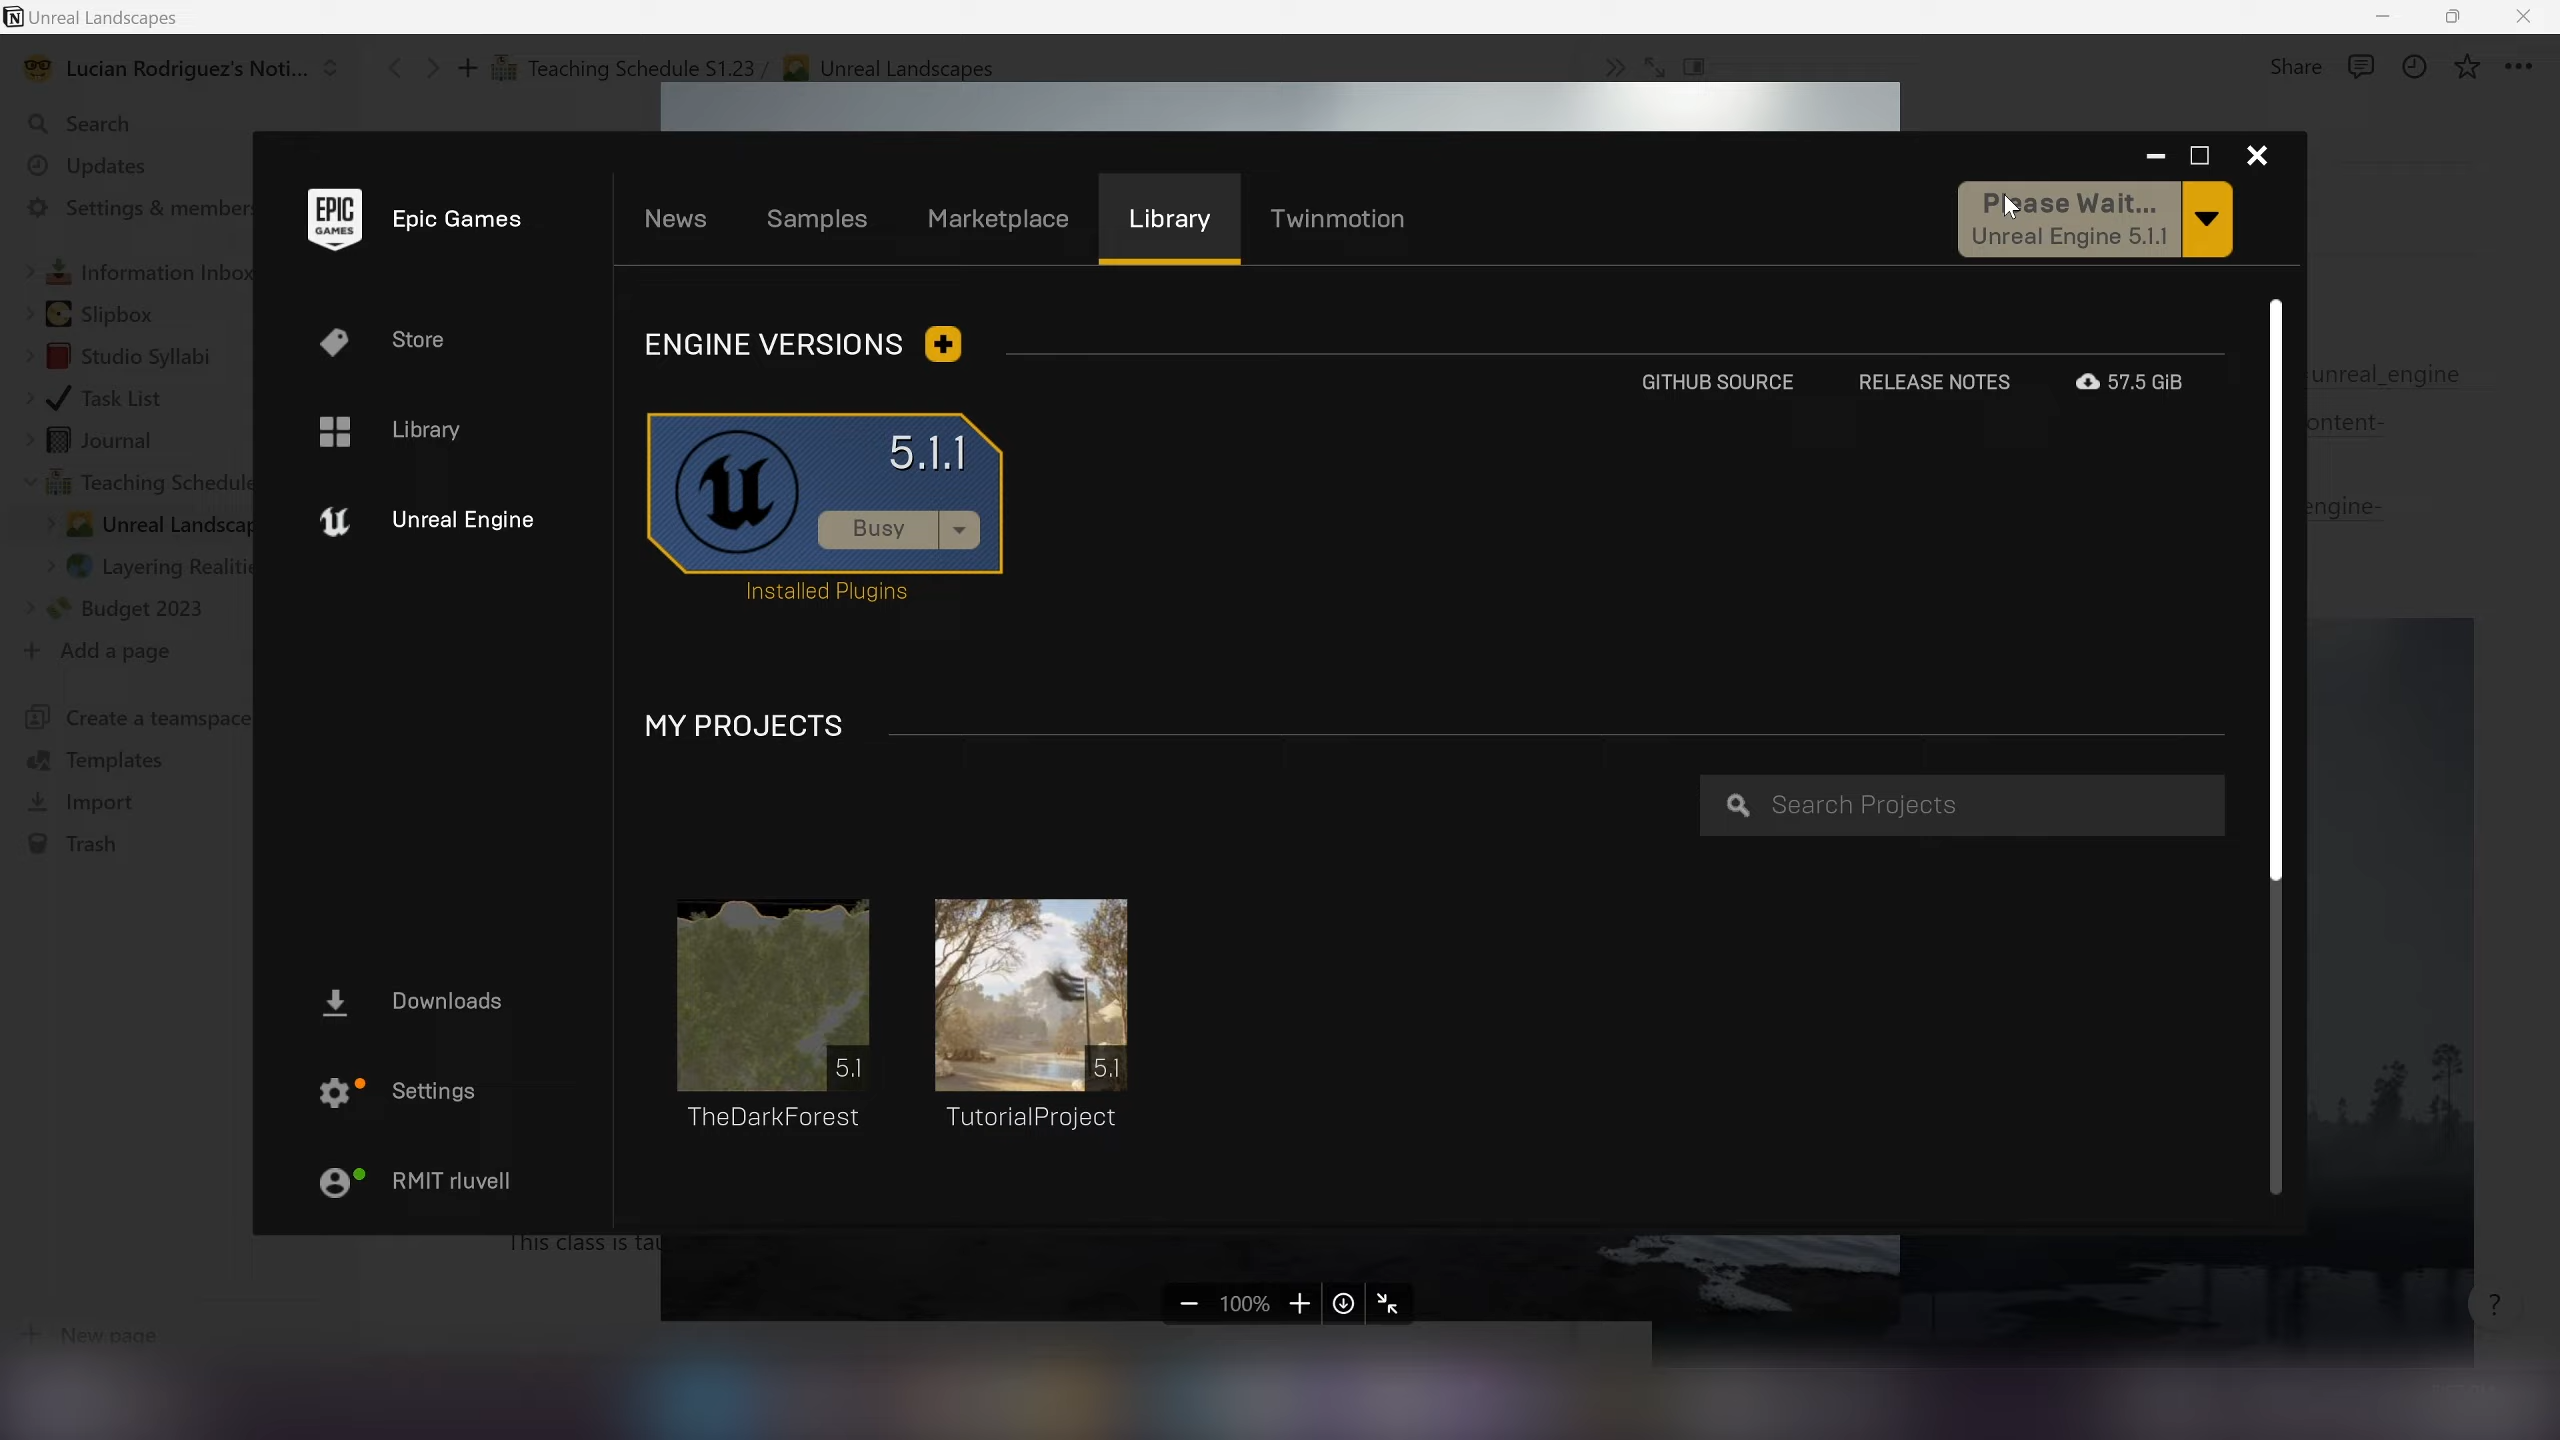 Unreal Landscapes
Lucian Rodriguez's Noti...
Teaching Schedule S1.23 / Unreal Landscapes
Share
Search
Updates
Settings & members
Information Inbox
Slipbox
Studio Syllabi
Task List
Journal
Teaching Schedule
Unreal Landscap
Layering Realitie
Budget 2023
Add a page
Create a teamspace
Templates
Import
Trash
New page
EPIC
GAMES
Epic Games
Store
Library
Unreal Engine
Downloads
Settings
RMIT rluvell
News
Samples
Marketplace
Library
Twinmotion
Please Wait...
Unreal Engine 5.1.1
ENGINE VERSIONS
GITHUB SOURCE
RELEASE NOTES
57.5 GiB
5.1.1
Busy
Installed Plugins
MY PROJECTS
Search Projects
5.1
TheDarkForest
5.1
TutorialProject
unreal_engine
ontent-
engine-
This class is tau
100%
?